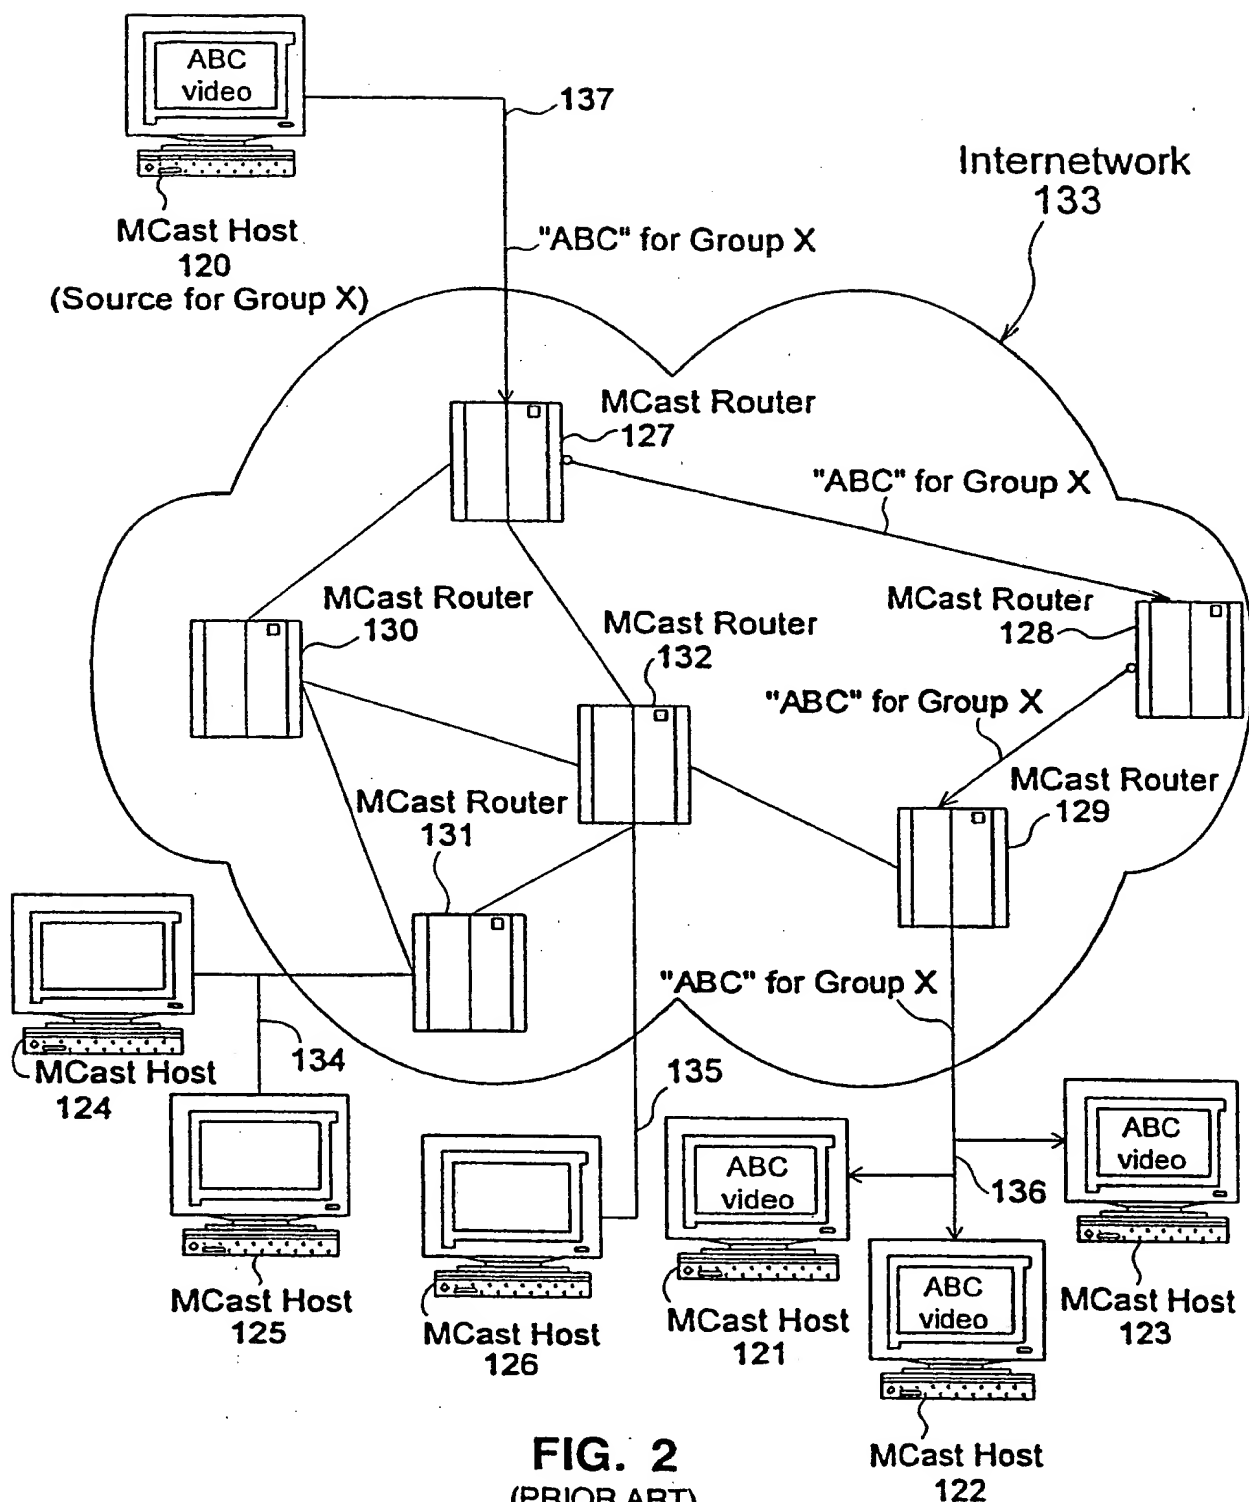 ABC
video
137
Internetwork
133
MCast Host
120
(Source for Group X)
"ABC" for Group X
MCast Router
127
"ABC" for Group X
MCast Router
130
MCast Router
132
MCast Router
128
"ABC" for Group X
MCast Router
129
MCast Router
131
"ABC" for Group X
134
MCast Host
124
135
ABC
video
ABC
video
136
MCast Host
125
MCast Host
126
MCast Host
121
ABC
video
MCast Host
123
MCast Host
122
FIG. 2
(PRIOR ART)